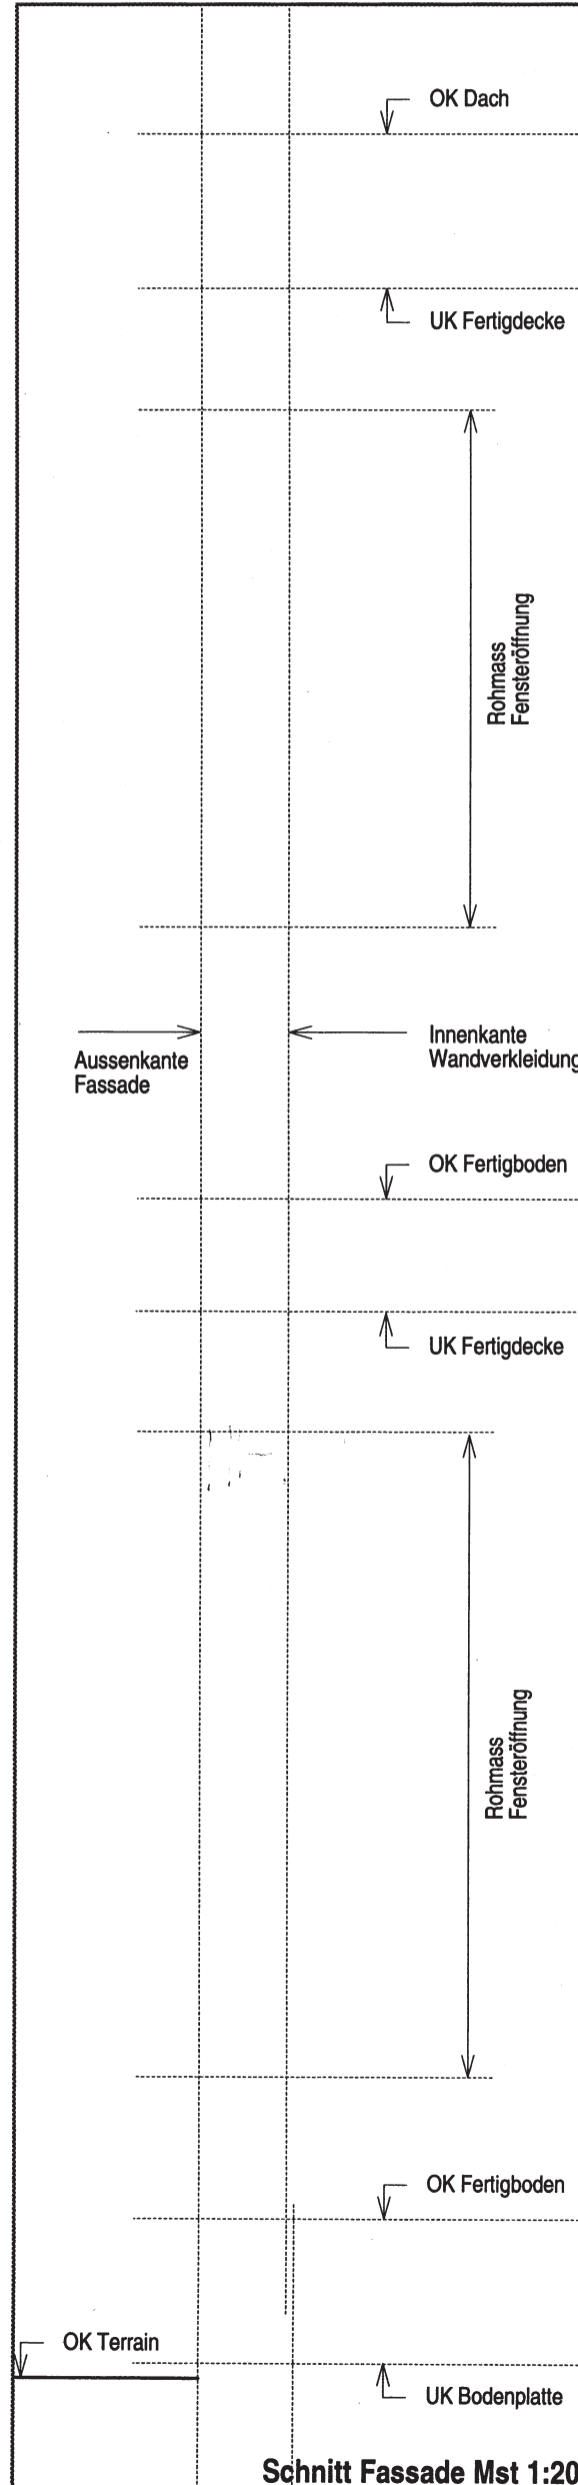 OK Dach
UK Fertigdecke
Rohmass
Fensteröffnung
Aussenkante
Fassade
Innenkante
Wandverkleidung
OK Fertigboden
UK Fertigdecke
Rohmass
Fensteröffnung
OK Fertigboden
OK Terrain
UK Bodenplatte
Schnitt Fassade Mst 1:20